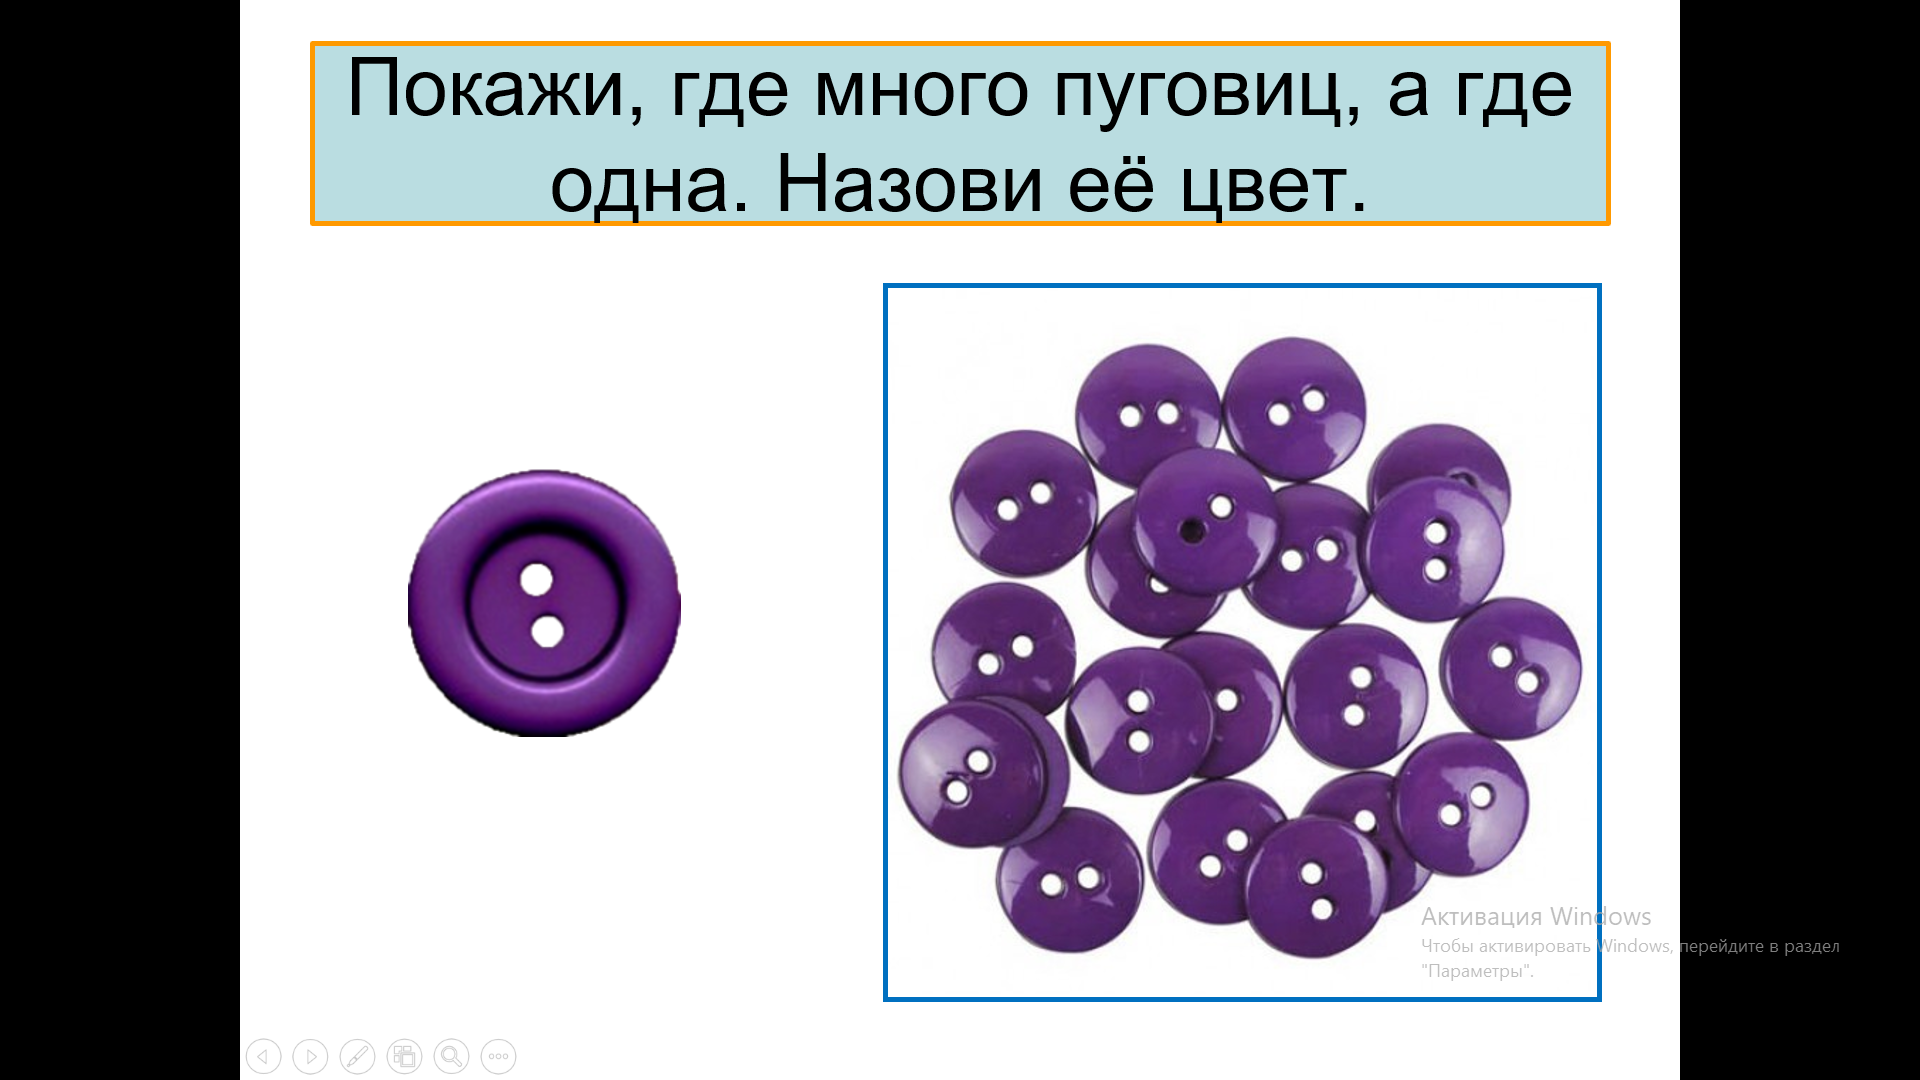 Покажи, где много пуговиц, а где
одна. Назови её цвет.
Активация Windows
Чтобы активировать Windows, перейдите в раздел
"Параметры".